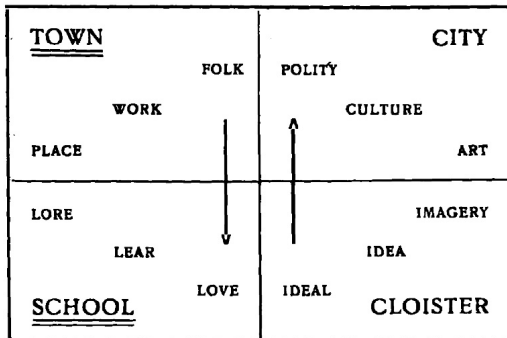 TOWN CITY
FOLK POLITY
WORK CULTURE
PLACE ART
LORE IMAGERY
LEAR IDEA
LOVE IDEAL
SCHOOL CLOISTER